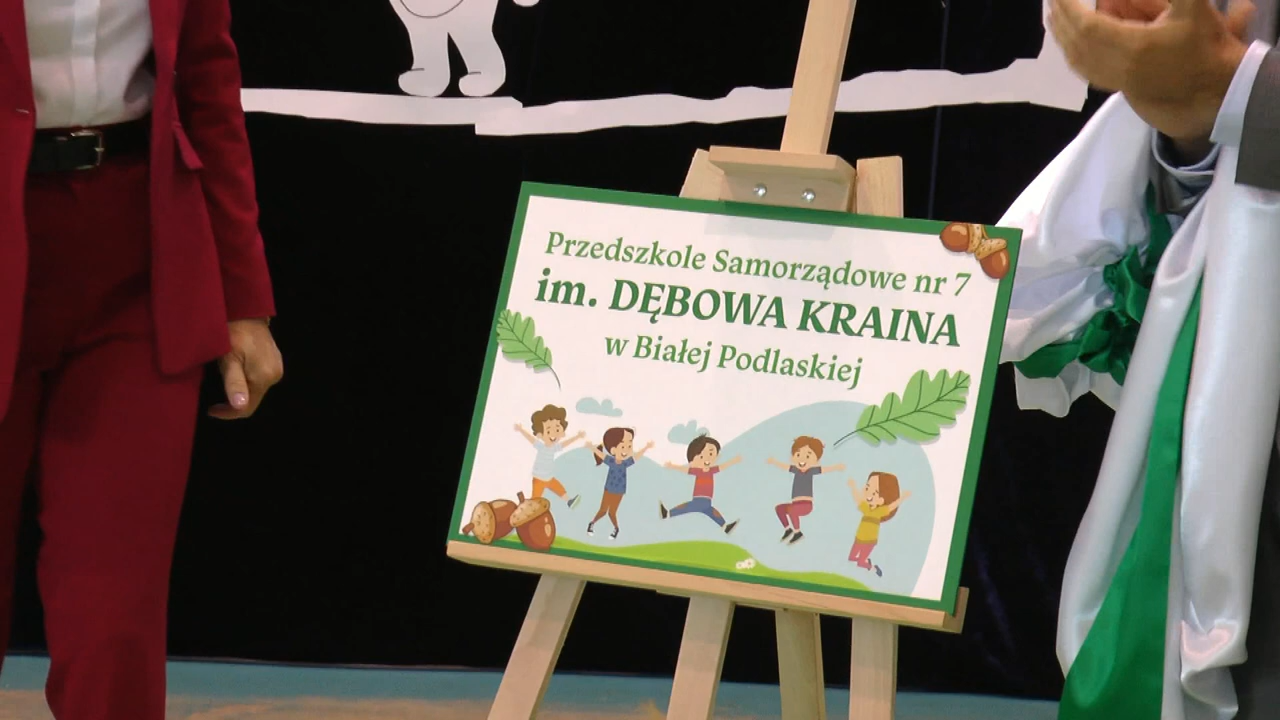 Przedszkole Samorządowe nr 7
im. DĘBOWA KRAINA
w Białej Podlaskiej